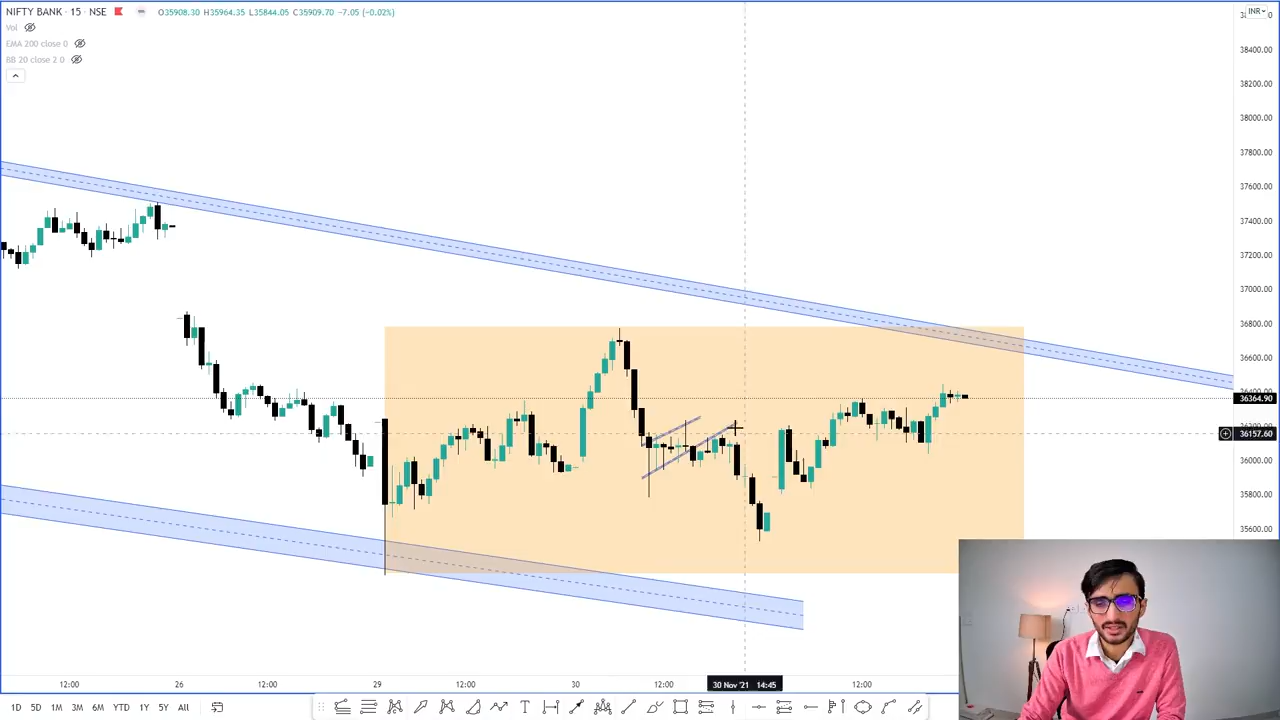 NIFTY BANK · 15 · NSE O35908.30 H35964.35 L35844.05 C35909.70 -7.05 (-0.02%)
INR
Vol
EMA 200 close 0
BB 20 close 2 0
38400.00
38200.00
38000.00
37800.00
37600.00
37400.00
37200.00
37000.00
36800.00
36600.00
36364.90
36157.60
36000.00
35800.00
35600.00
12:00 26 12:00 29 12:00 30 12:00 30 Nov '21 14:45 12:00
1D 5D 1M 3M 6M YTD 1Y 5Y All